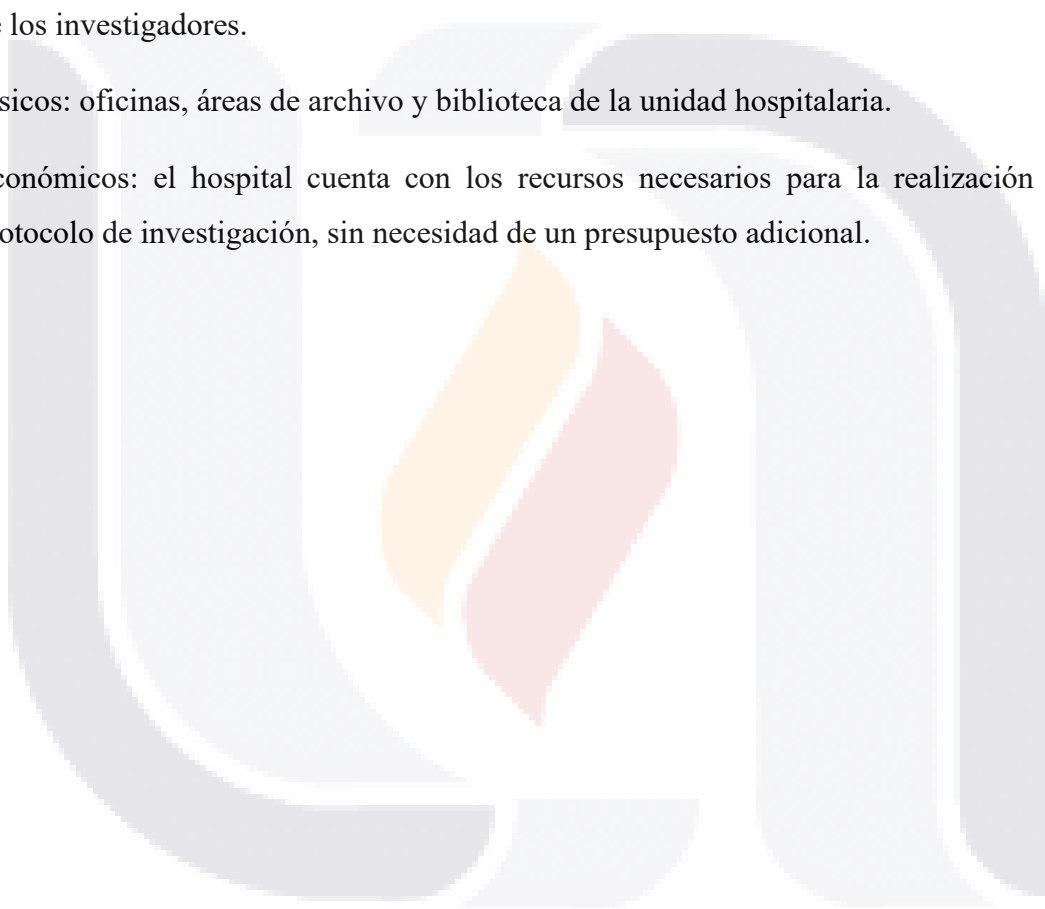 los investigadores.
sicos: oficinas, áreas de archivo y biblioteca de la unidad hospitalaria.
conómicos: el hospital cuenta con los recursos necesarios para la realización
otocolo de investigación, sin necesidad de un presupuesto adicional.